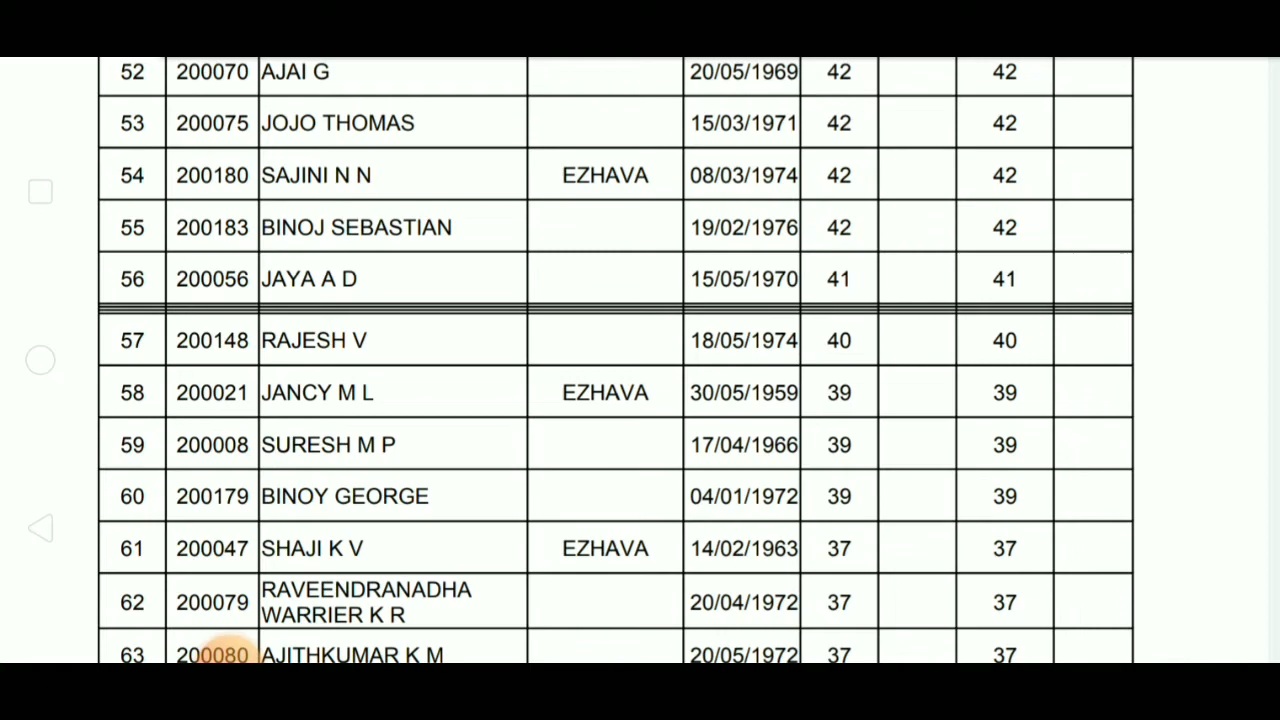 52 200070 AJAI G 20/05/1969 42 42
53 200075 JOJO THOMAS 15/03/1971 42 42
54 200180 SAJINI N N EZHAVA 08/03/1974 42 42
55 200183 BINOJ SEBASTIAN 19/02/1976 42 42
56 200056 JAYA A D 15/05/1970 41 41
57 200148 RAJESH V 18/05/1974 40 40
58 200021 JANCY M L EZHAVA 30/05/1959 39 39
59 200008 SURESH M P 17/04/1966 39 39
60 200179 BINOY GEORGE 04/01/1972 39 39
61 200047 SHAJI K V EZHAVA 14/02/1963 37 37
62 200079 RAVEENDRANADHA 20/04/1972 37 37
WARRIER K R
63 200080 AJITHKUMAR K M 20/05/1972 37 37